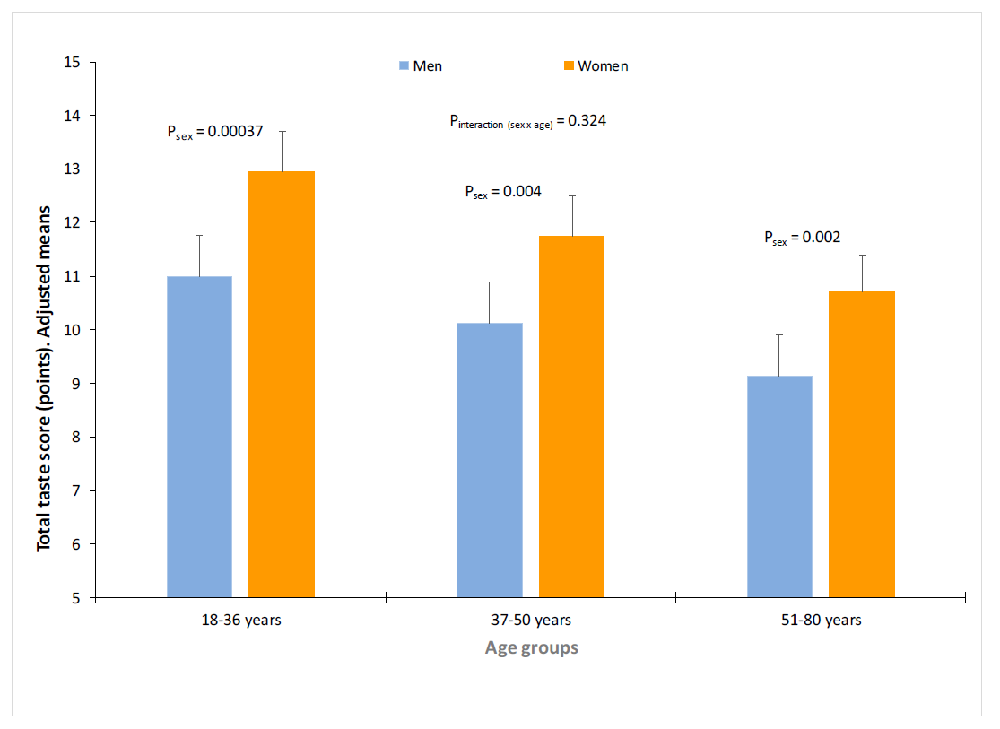 Men
Women
15
14
13
12
11
10
9
8
7
6
5
Total taste score (points). Adjusted means
Psex = 0.00037
Pinteraction (sex x age) = 0.324
Psex = 0.004
Psex = 0.002
18-36 years
37-50 years
51-80 years
Age groups